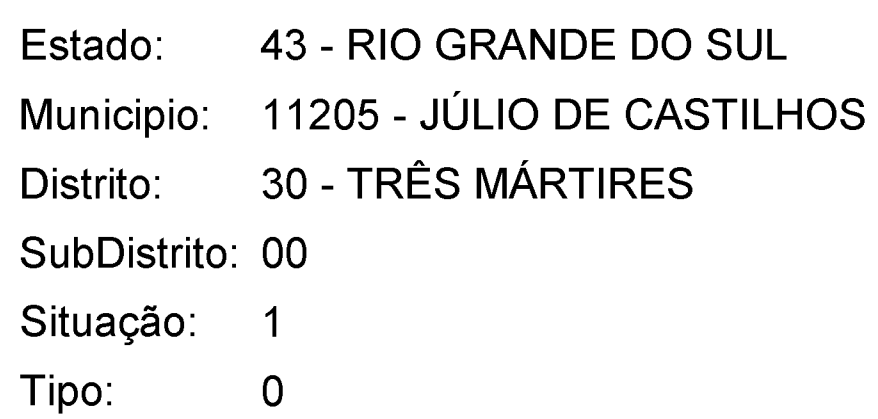 Estado: 43 - RIO GRANDE DO SUL
Municipio: 11205 - JÚLIO DE CASTILHOS
Distrito: 30 - TRÊS MÁRTIRES
SubDistrito: 00
Situação: 1
Tipo: 0